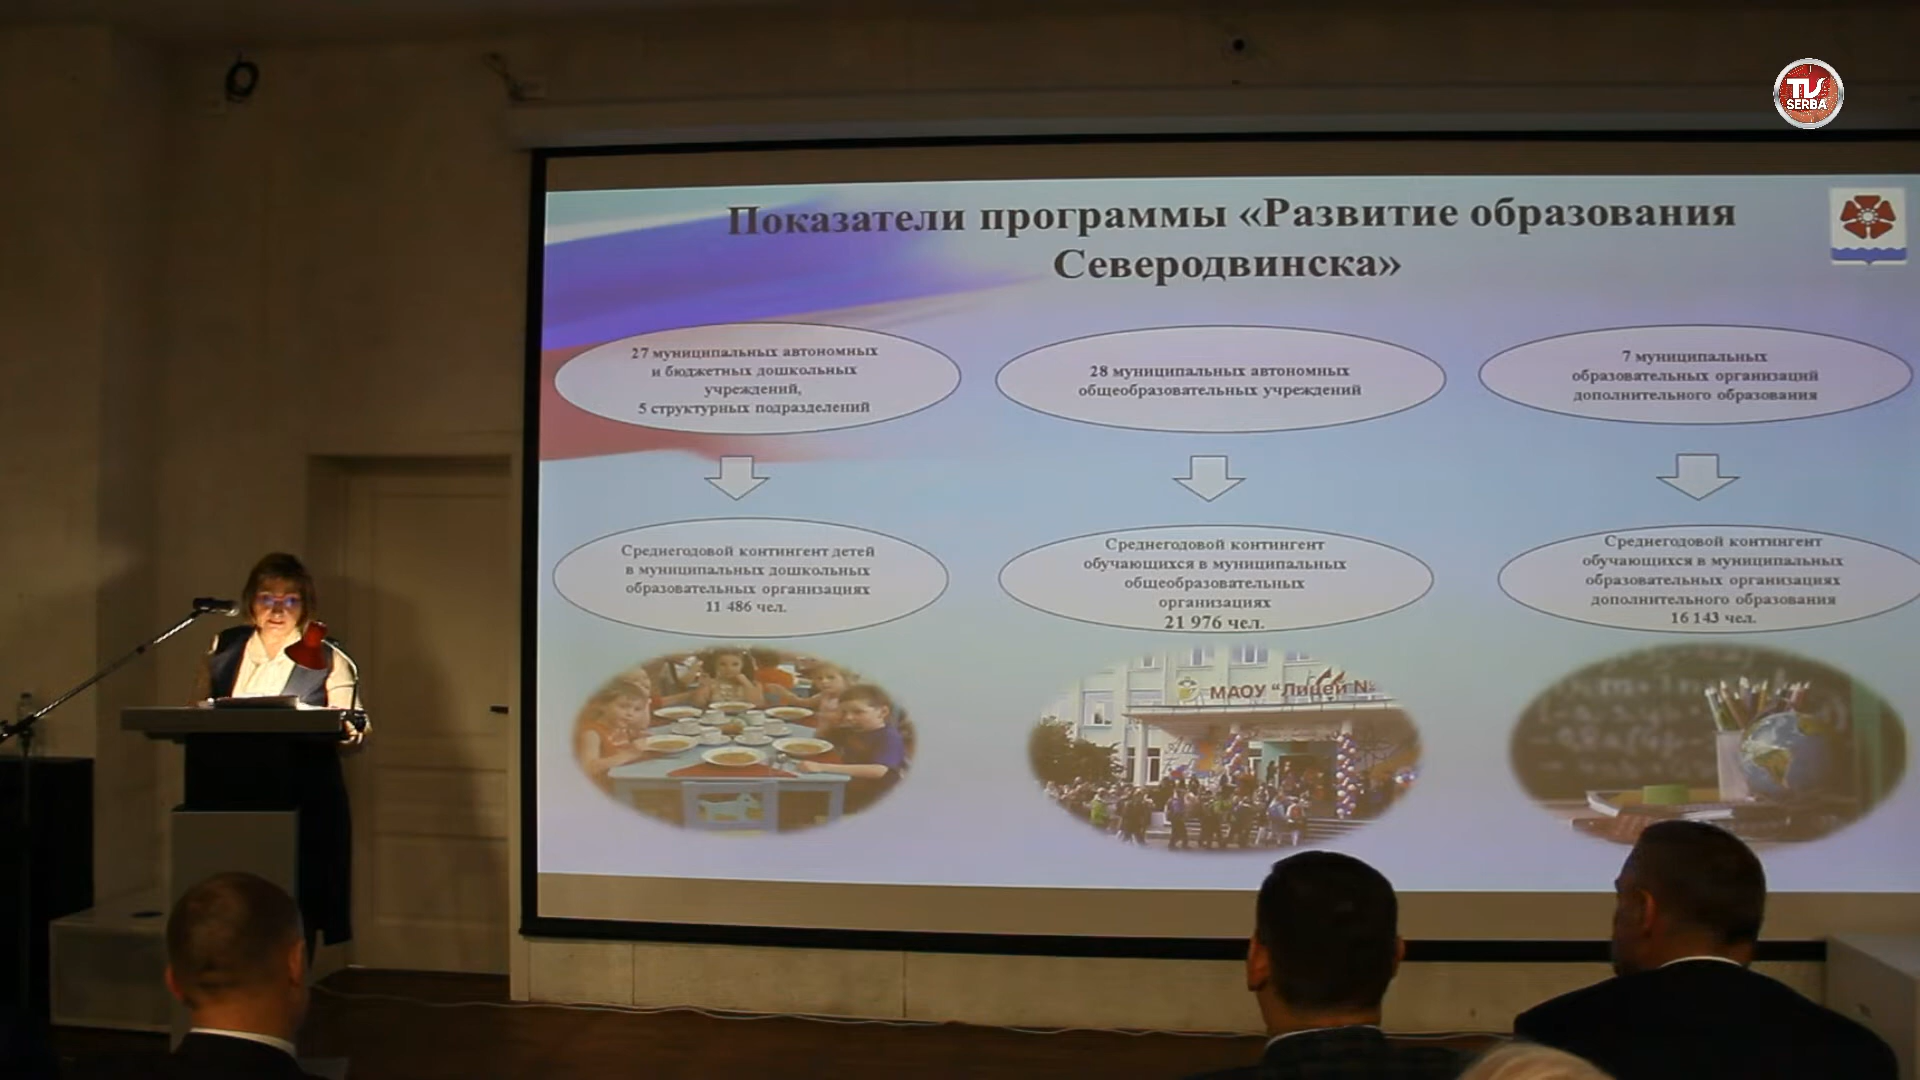 TV
SERBA
Показатели программы «Развитие образования
Северодвинска»
27 муниципальных автономных
и бюджетных дошкольных
учреждений,
5 структурных подразделений
28 муниципальных автономных
общеобразовательных учреждений
7 муниципальных
образовательных организаций
дополнительного образования
Среднегодовой контингент детей
в муниципальных дошкольных
образовательных организациях
11 486 чел.
Среднегодовой контингент
обучающихся в муниципальных
общеобразовательных
организациях
21 976 чел.
Среднегодовой контингент
обучающихся в муниципальных
образовательных организациях
дополнительного образования
16 143 чел.
МАОУ "Лицей №